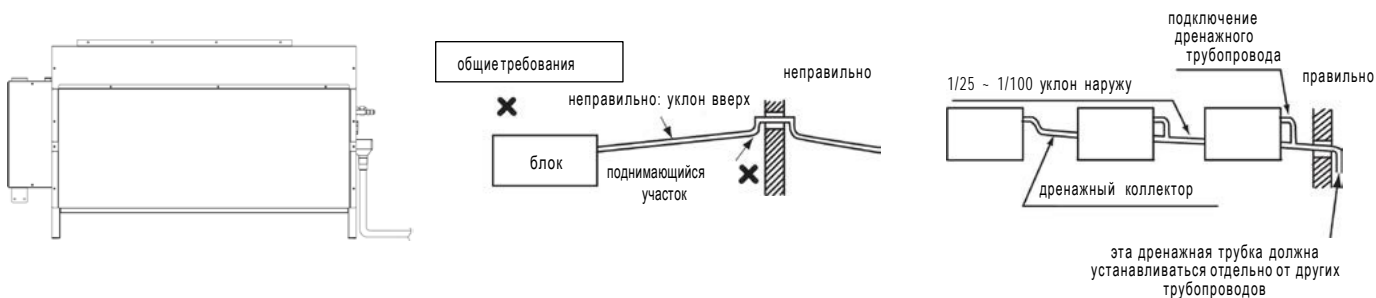 общие требования
неправильно
неправильно: уклон вверх
блок
поднимающийся
участок
подключение
дренажного
трубопровода
правильно
1/25 ~ 1/100 уклон наружу
дренажный коллектор
эта дренажная трубка должна
устанавливаться отдельно от других
трубопроводов